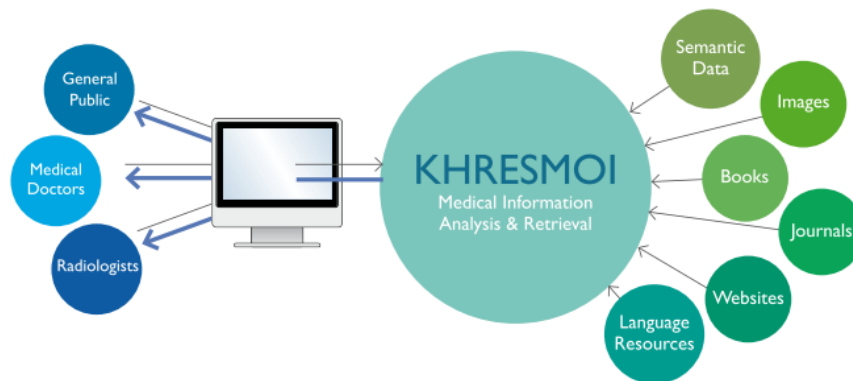 General
Public
Medical
Doctors
Radiologists
KHRESMOI
Medical Information
Analysis & Retrieval
Semantic
Data
Images
Books
Journals
Websites
Language
Resources